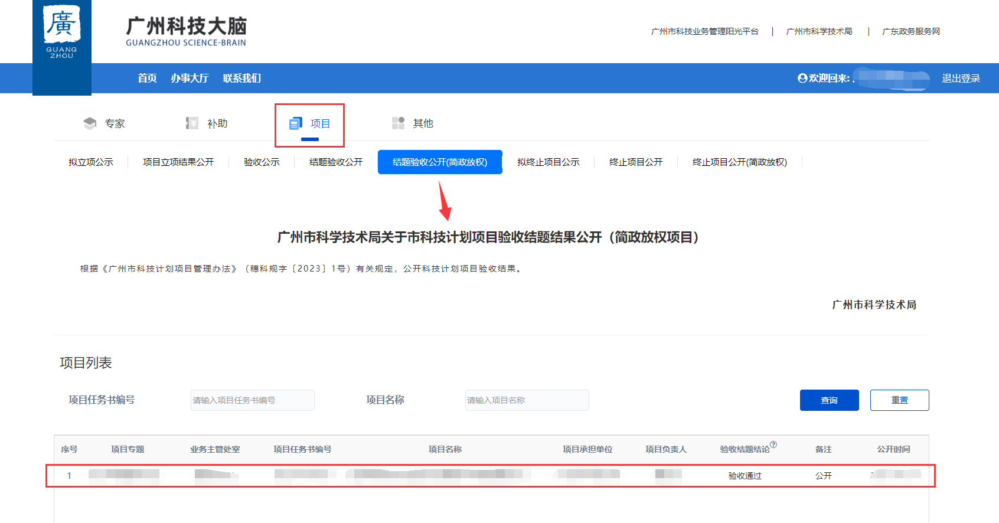 廣
GUANG
ZHOU
广州科技大脑
GUANGZHOU SCIENCE-BRAIN
广州市科技业务管理阳光平台 | 广州市科学技术局 | 广东政务服务网
首页 办事大厅 联系我们 欢迎回来: 退出登录
专家 补助 项目 其他
拟立项公示 项目立项结果公开 验收公示 结题验收公开 结题验收公开(简政放权) 拟终止项目公示 终止项目公开 终止项目公开(简政放权)
广州市科学技术局关于市科技计划项目验收结题结果公开（简政放权项目）
根据《广州市科技计划项目管理办法》（穗科规字〔2023〕1号）有关规定，公开科技计划项目验收结果。
广州市科学技术局
项目列表
项目任务书编号 请输入项目任务书编号 项目名称 请输入项目名称 查询 重置
序号 项目专题 业务主管处室 项目任务书编号 项目名称 项目承担单位 项目负责人 验收结题结论? 备注 公开时间
1 验收通过 公开